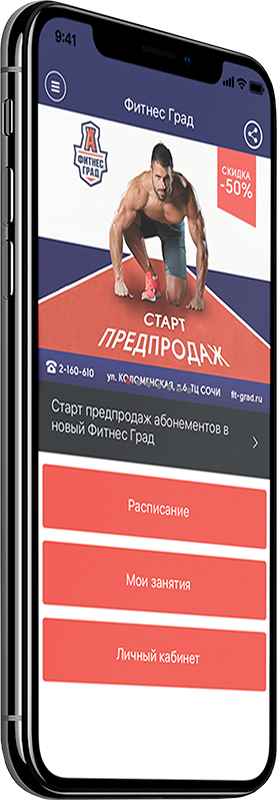 9:41
Фитнес Град
А
ФИТНЕС
ГРАД
СКИДКА
-50%
СТАРТ
ПРЕДПРОДАЖ
2-160-610
ул. КОЛОМЕНСКАЯ, д.6, ТЦ СОЧИ
fit-grad.ru
Старт предпродаж абонементов в
новый Фитнес Град
Расписание
Мои занятия
Личный кабинет